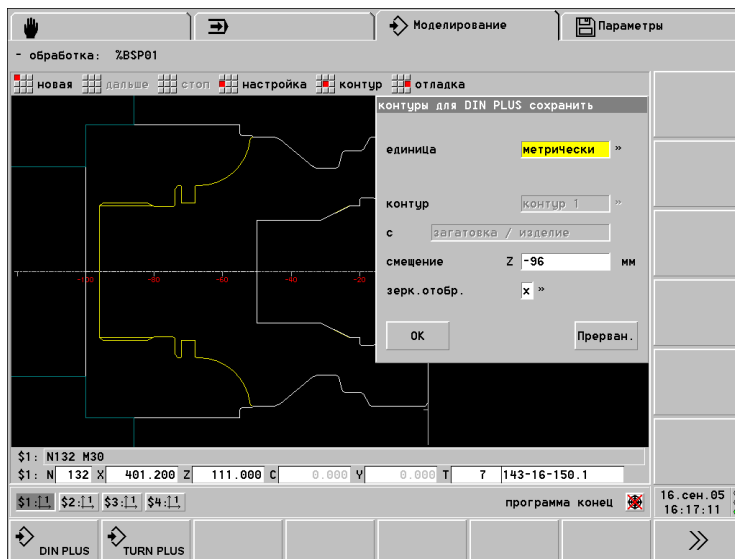 Моделирование
Параметры
- обработка: %BSP01
новая дальше стоп настройка контур отладка
контуры для DIN PLUS сохранить
единица метрически »
контур контур 1 »
с загатовка / изделие
смещение Z -96 мм
зерк.отобр. x »
OK Прерван.
-100 -80 -60 -40 -20
$1: N132 M30
$1: N 132 X 401.200 Z 111.000 C 0.000 Y 0.000 T 7 143-16-150.1
$1: $2: $3: $4: программа конец
16.сен.05
16:17:11
DIN PLUS TURN PLUS